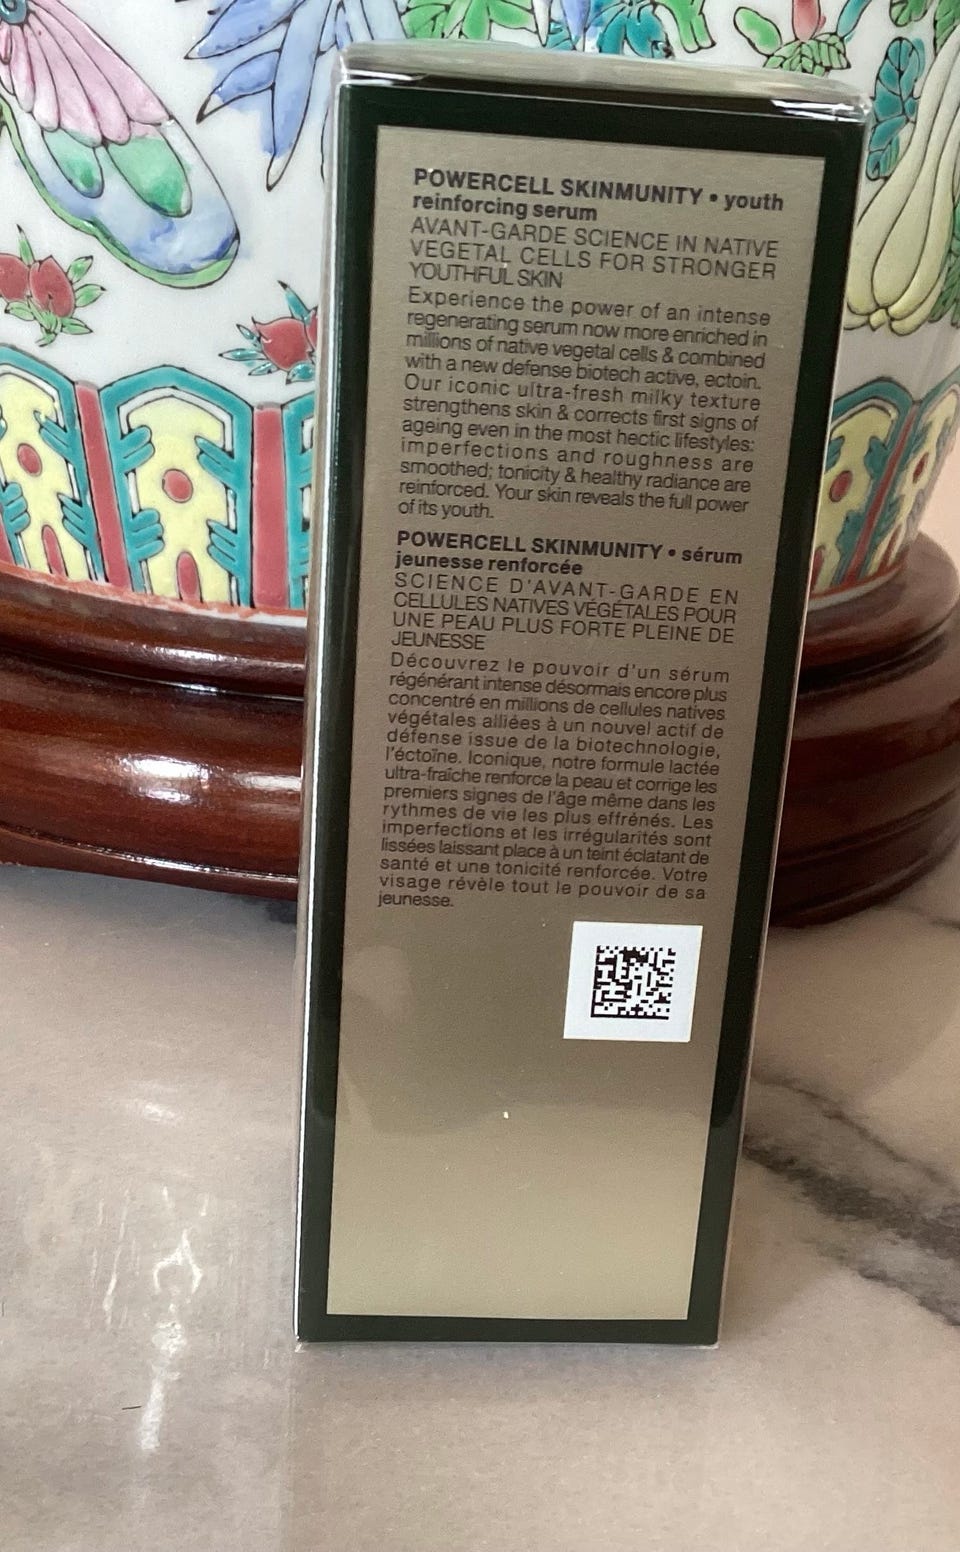 POWERCELL SKINMUNITY • youth
reinforcing serum
AVANT-GARDE SCIENCE IN NATIVE
VEGETAL CELLS FOR STRONGER
YOUTHFUL SKIN
Experience the power of an intense
regenerating serum now more enriched in
millions of native vegetal cells & combined
with a new defense biotech active, ectoin.
Our iconic ultra-fresh milky texture
strengthens skin & corrects first signs of
ageing even in the most hectic lifestyles:
imperfections and roughness are
smoothed; tonicity & healthy radiance are
reinforced. Your skin reveals the full power
of its youth.
POWERCELL SKINMUNITY • sérum
jeunesse renforcée
SCIENCE D'AVANT-GARDE EN
CELLULES NATIVES VÉGÉTALES POUR
UNE PEAU PLUS FORTE PLEINE DE
JEUNESSE
Découvrez le pouvoir d'un sérum
régénérant intense désormais encore plus
concentré en millions de cellules natives
végétales alliées à un nouvel actif de
défense issue de la biotechnologie,
l'éctoïne. Iconique, notre formule lactée
ultra-fraîche renforce la peau et corrige les
premiers signes de l'âge même dans les
rythmes de vie les plus effrénés. Les
imperfections et les irrégularités sont
lissées laissant place à un teint éclatant de
santé et une tonicité renforcée. Votre
visage révèle tout le pouvoir de sa
jeunesse.